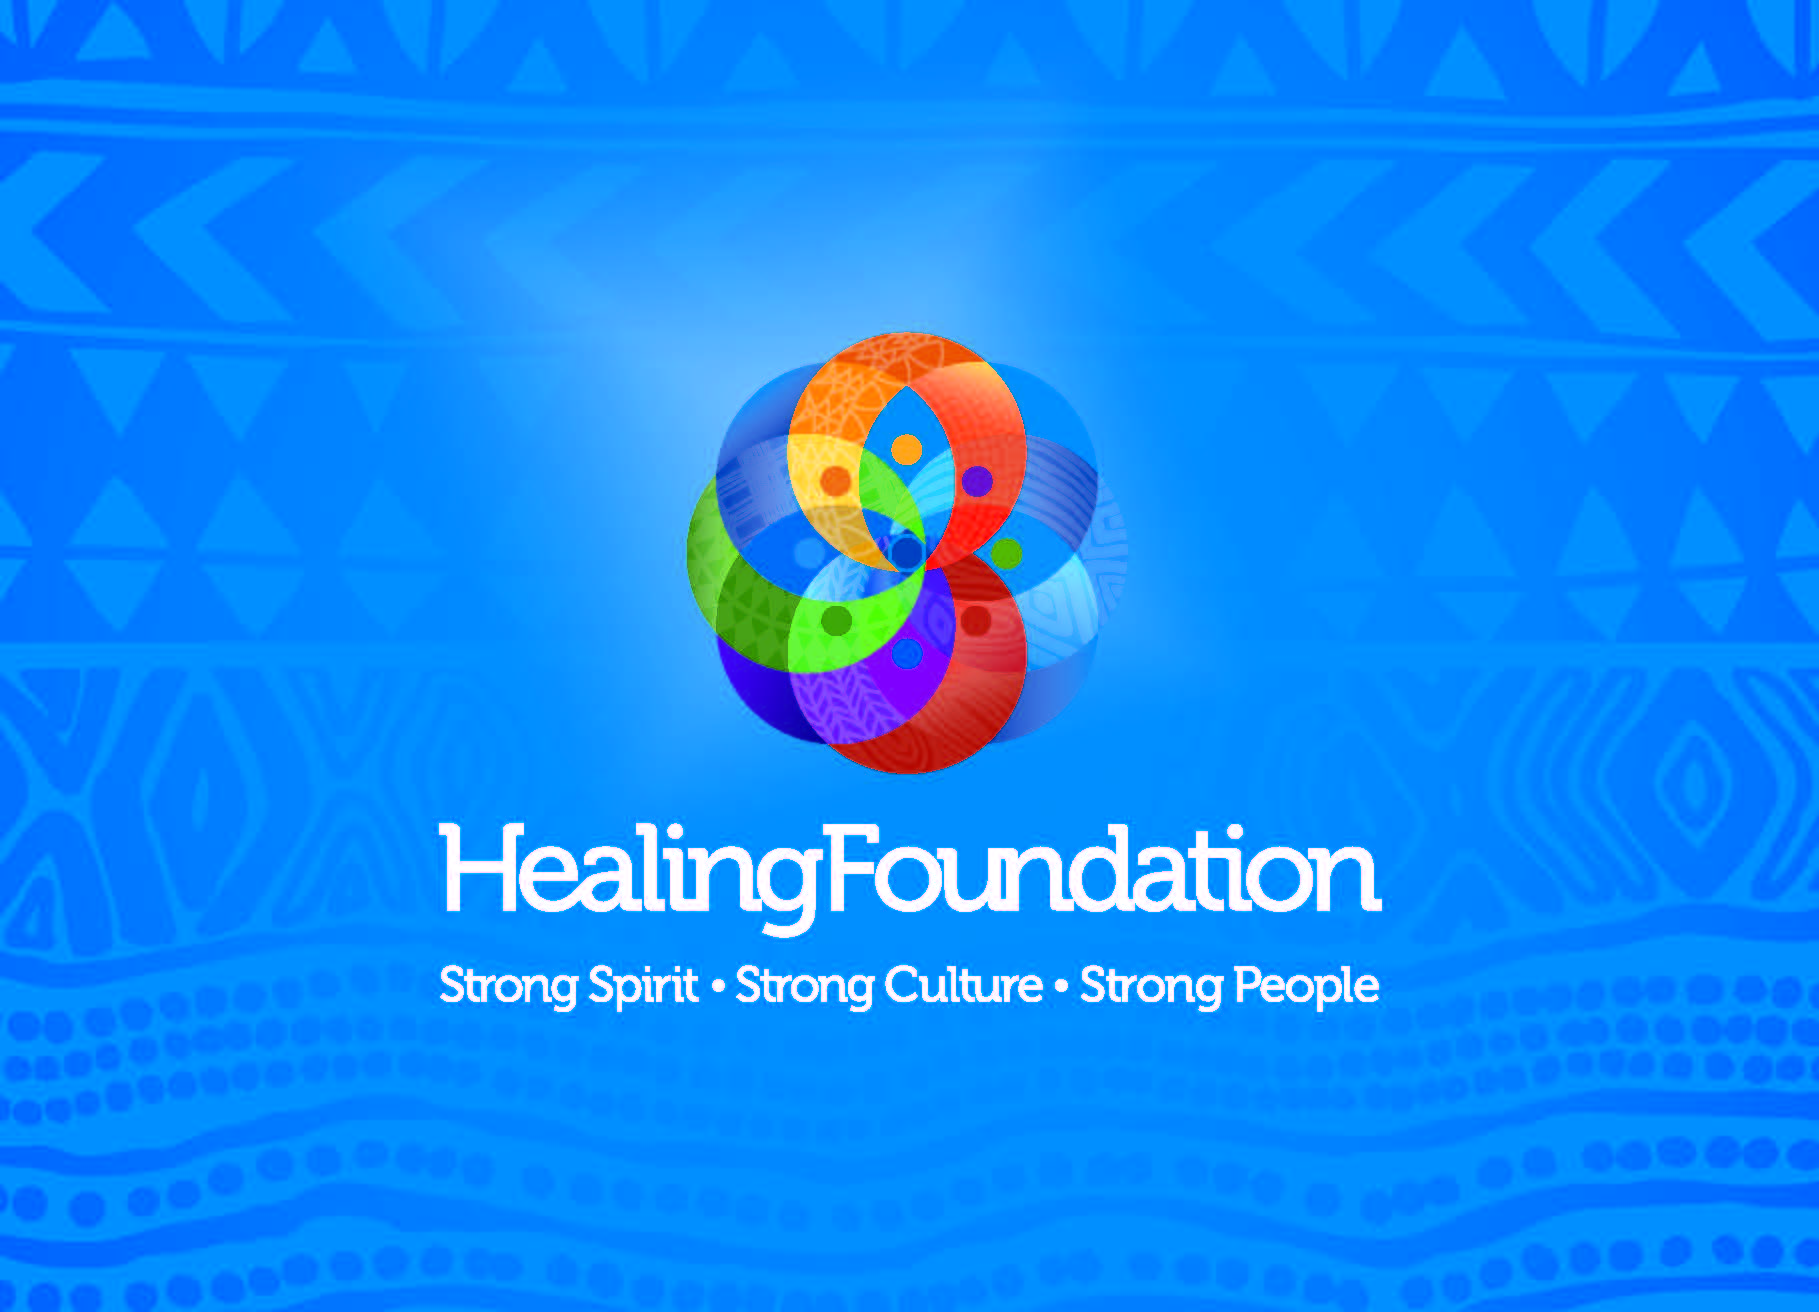 HealingFoundation
Strong Spirit • Strong Culture • Strong People